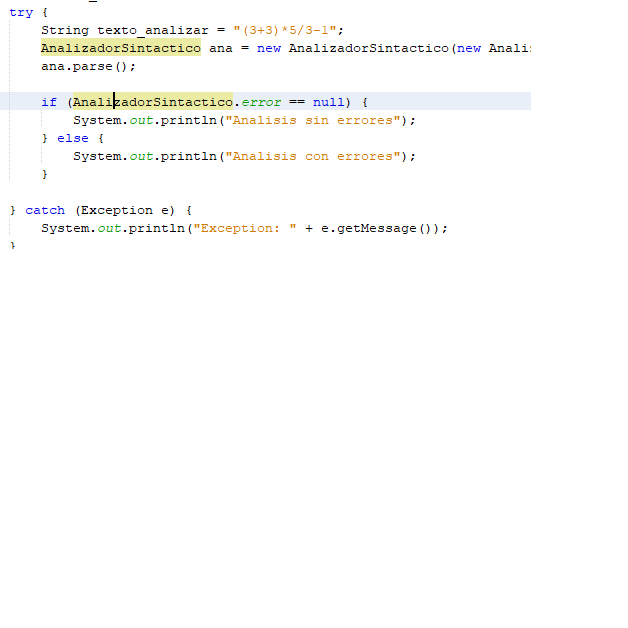 try {
String texto_analizar = "(3+3)*5/3-1";
AnalizadorSintactico ana = new AnalizadorSintactico(new Anali
ana.parse();
if (AnalizadorSintactico.error == null) {
System.out.println("Analisis sin errores");
} else {
System.out.println("Analisis con errores");
}
} catch (Exception e) {
System.out.println("Exception: " + e.getMessage());
}